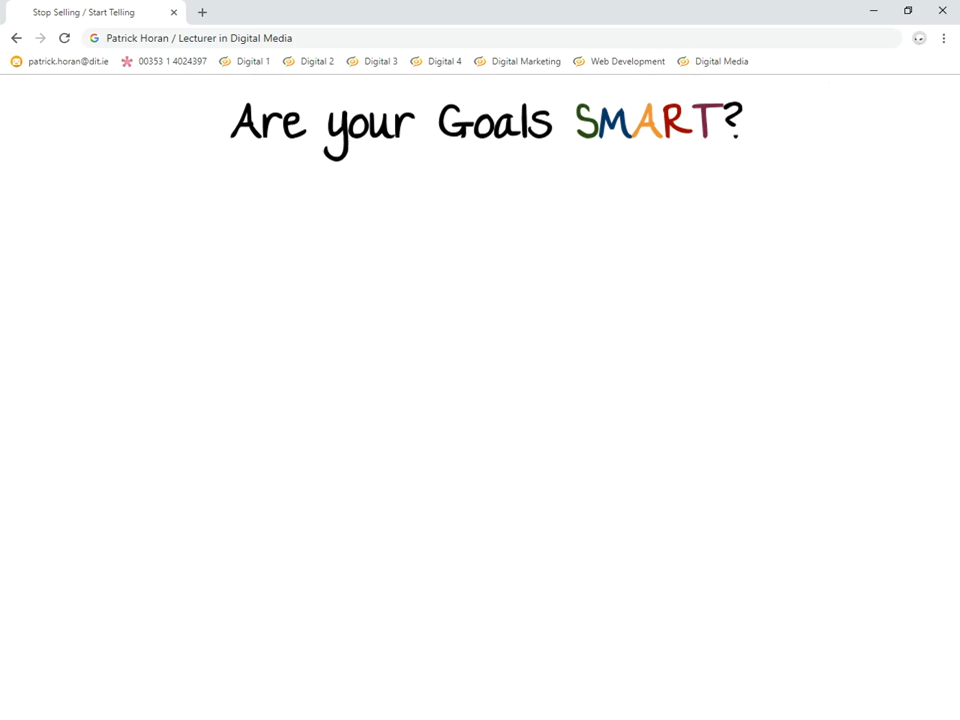 Stop Selling / Start Telling
Patrick Horan / Lecturer in Digital Media
patrick.horan@dit.ie 00353 1 4024397 Digital 1 Digital 2 Digital 3 Digital 4 Digital Marketing Web Development Digital Media
Are your Goals SMART?